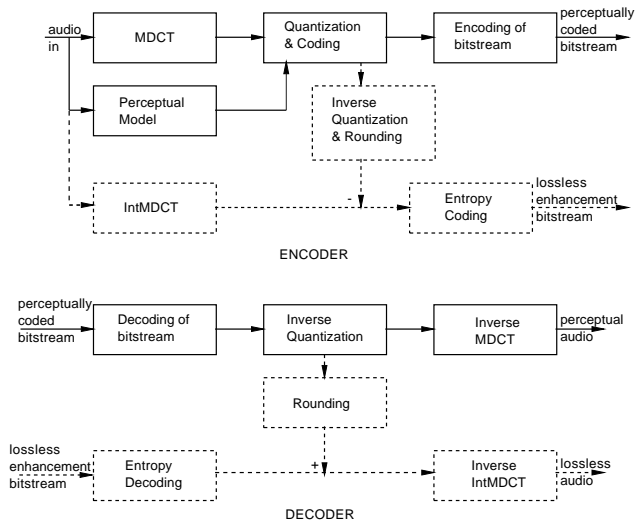 audio
in
MDCT
Quantization
& Coding
Encoding of
bitstream
perceptually
coded
bitstream
Perceptual
Model
Inverse
Quantization
& Rounding
IntMDCT
-
Entropy
Coding
lossless
enhancement
bitstream
ENCODER
perceptually
coded
bitstream
Decoding of
bitstream
Inverse
Quantization
Inverse
MDCT
perceptual
audio
Rounding
lossless
enhancement
bitstream
Entropy
Decoding
+
Inverse
IntMDCT
lossless
audio
DECODER